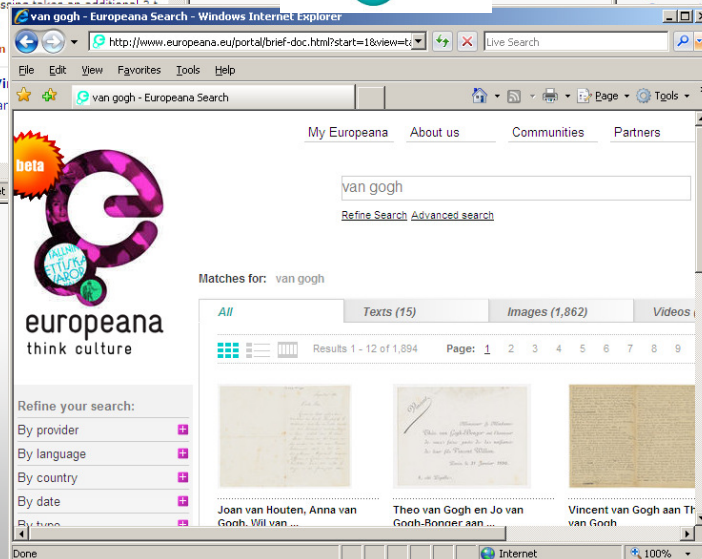 van gogh - Europeana Search - Windows Internet Explorer
http://www.europeana.eu/portal/brief-doc.html?start=1&view=ta
Live Search
File Edit View Favorites Tools Help
van gogh - Europeana Search
Page Tools
My Europeana About us Communities Partners
beta
van gogh
Refine Search Advanced search
Matches for: van gogh
All Texts (15) Images (1,862) Videos
europeana
think culture
Results 1 - 12 of 1,894 Page: 1 2 3 4 5 6 7 8 9
Refine your search:
By provider
By language
By country
By date
By type
Joan van Houten, Anna van
Gogh, Wil van ...
Theo van Gogh en Jo van
Gogh-Bonger aan ...
Vincent van Gogh aan Th
van Gogh
Done Internet 100%